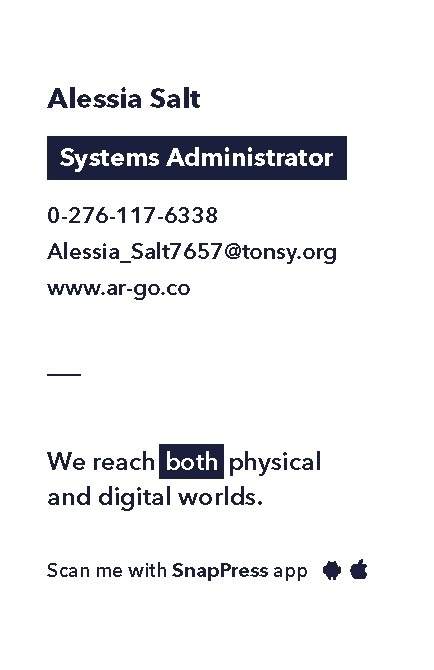 Alessia Salt
Systems Administrator
0-276-117-6338
Alessia_Salt7657@tonsy.org
www.ar-go.co
We reach both physical
and digital worlds.
Scan me with SnapPress app